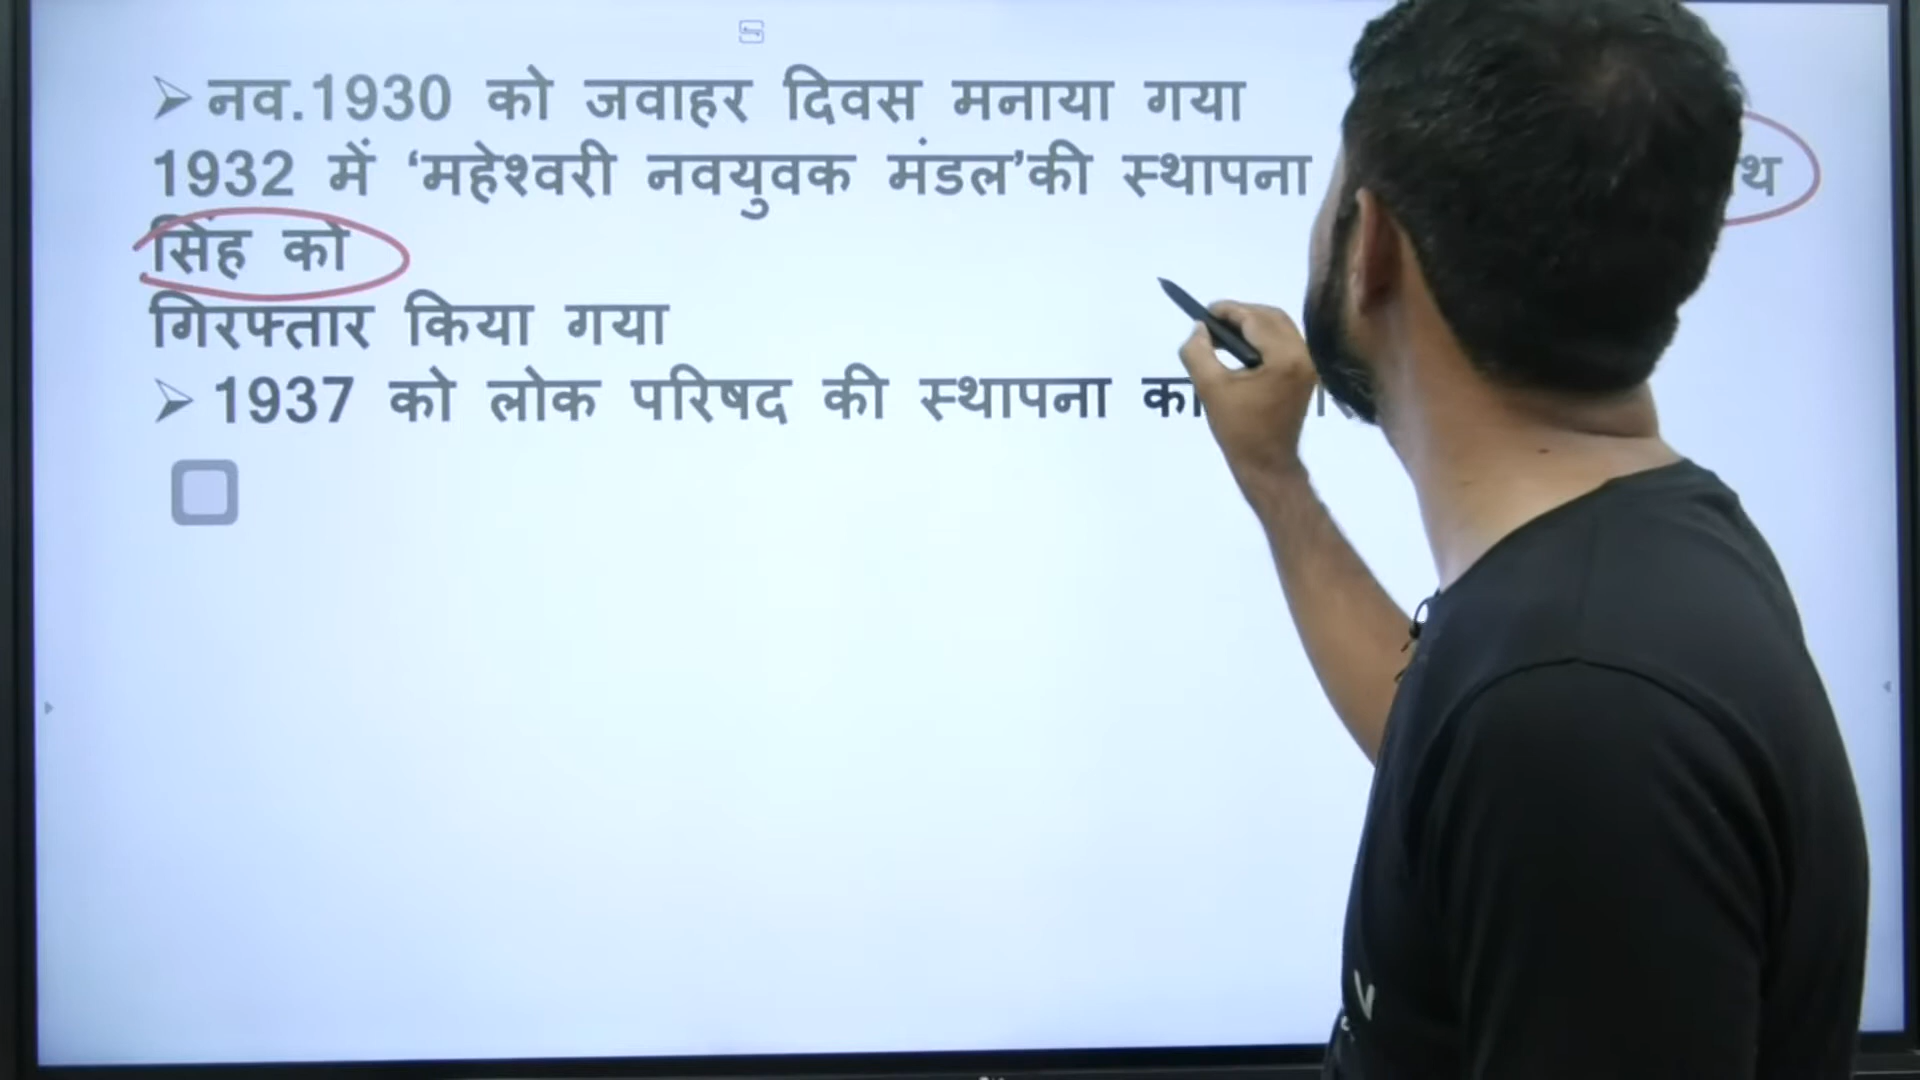 ➢ नव.1930 को जवाहर दिवस मनाया गया
1932 में ‘महेश्वरी नवयुवक मंडल’की स्थापना
सिंह को
गिरफ्तार किया गया
➢ 1937 को लोक परिषद की स्थापना